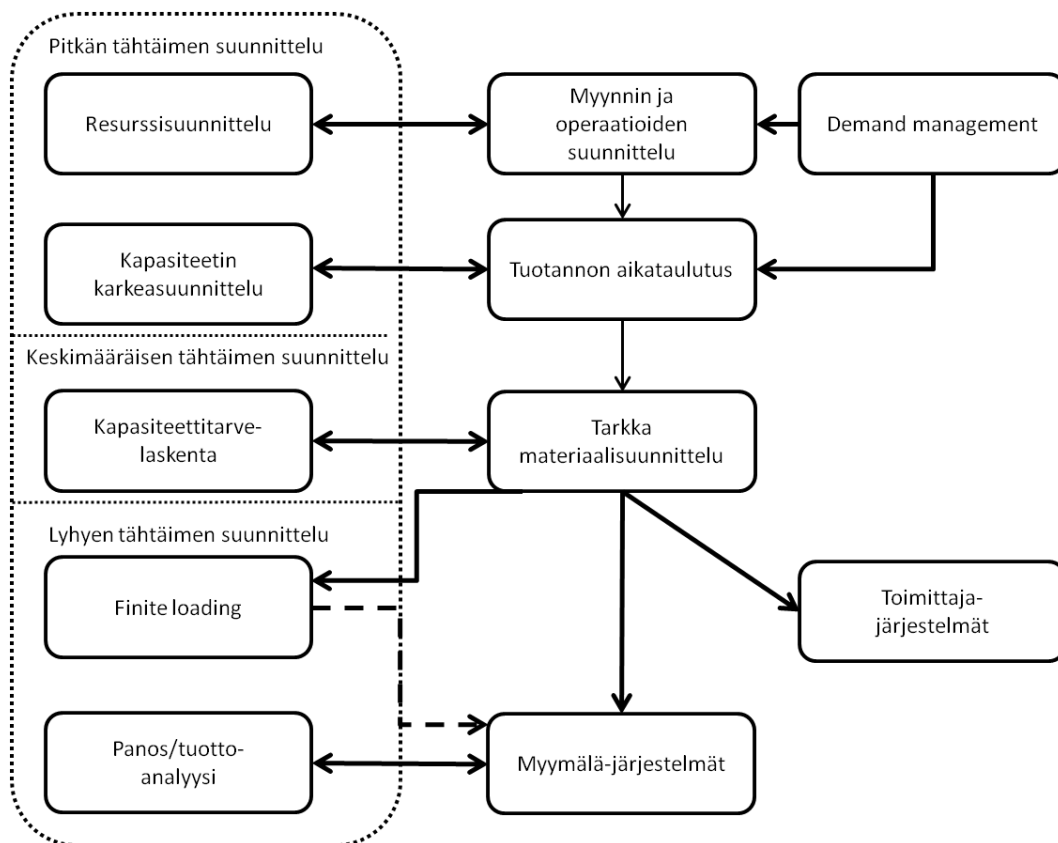 Pitkän tähtäimen suunnittelu
Resurssisuunnittelu
Myynnin ja
operaatioiden
suunnittelu
Demand management
Kapasiteetin
karkeasuunnittelu
Tuotannon aikataulutus
Keskimääräisen tähtäimen suunnittelu
Kapasiteettitarve-
laskenta
Tarkka
materiaalisuunnittelu
Lyhyen tähtäimen suunnittelu
Finite loading
Toimittaja-
järjestelmät
Panos/tuotto-
analyysi
Myymälä-järjestelmät